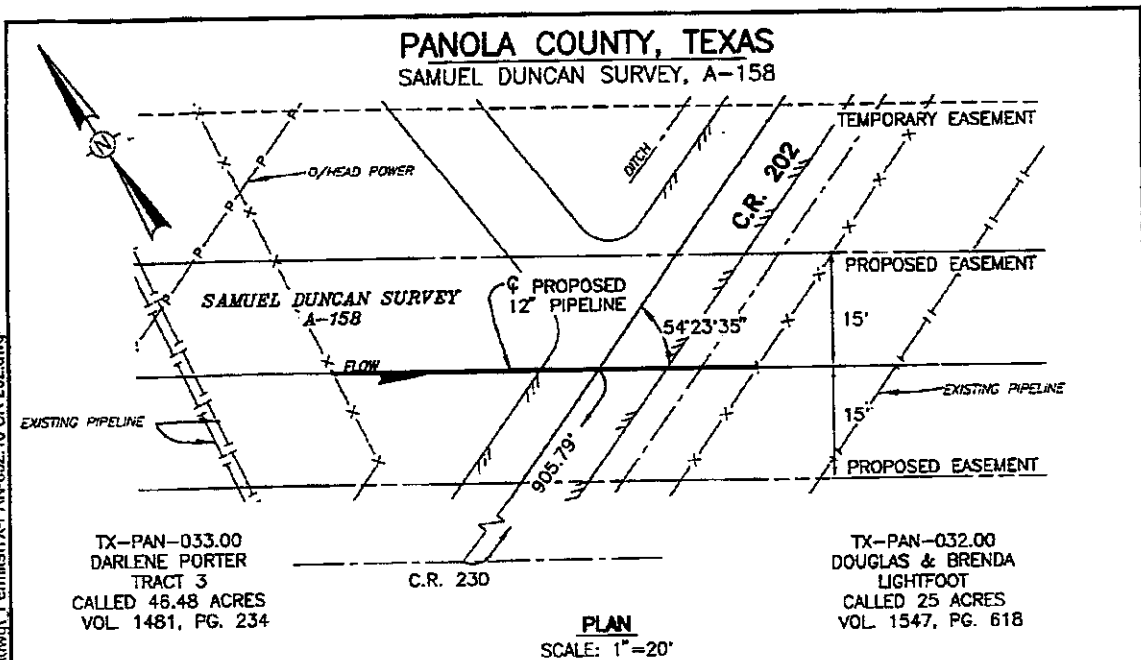 PANOLA COUNTY, TEXAS
SAMUEL DUNCAN SURVEY, A-158
TEMPORARY EASEMENT
N
O/HEAD POWER
DITCH
C.R. 202
PROPOSED EASEMENT
SAMUEL DUNCAN SURVEY
A-158
℄ PROPOSED
12" PIPELINE
54°23'35"
15'
FLOW
EXISTING PIPELINE
EXISTING PIPELINE
15'
905.79'
PROPOSED EASEMENT
TX-PAN-033.00
DARLENE PORTER
TRACT 3
CALLED 46.48 ACRES
VOL. 1481, PG. 234
C.R. 230
TX-PAN-032.00
DOUGLAS & BRENDA
LIGHTFOOT
CALLED 25 ACRES
VOL. 1547, PG. 618
PLAN
SCALE: 1"=20'